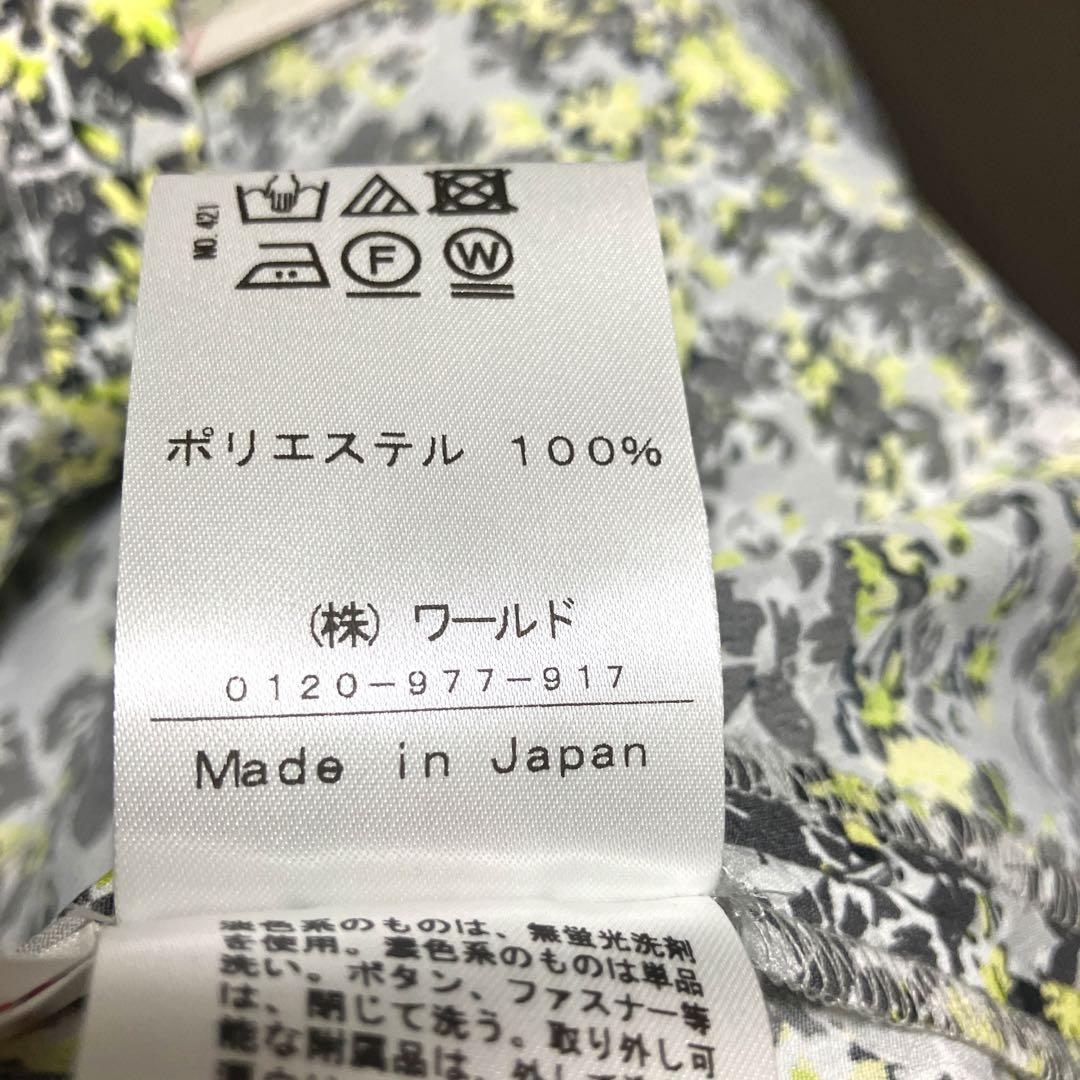 NO.421
F
W
ポリエステル 100%
(株) ワールド
0120-977-917
Made in Japan
淡色系のものは、無蛍光洗剤
を使用。濃色系のものは単品
洗い。ボタン、ファスナー等
は、閉じて洗う。取り外し可
能な附属品は、外して